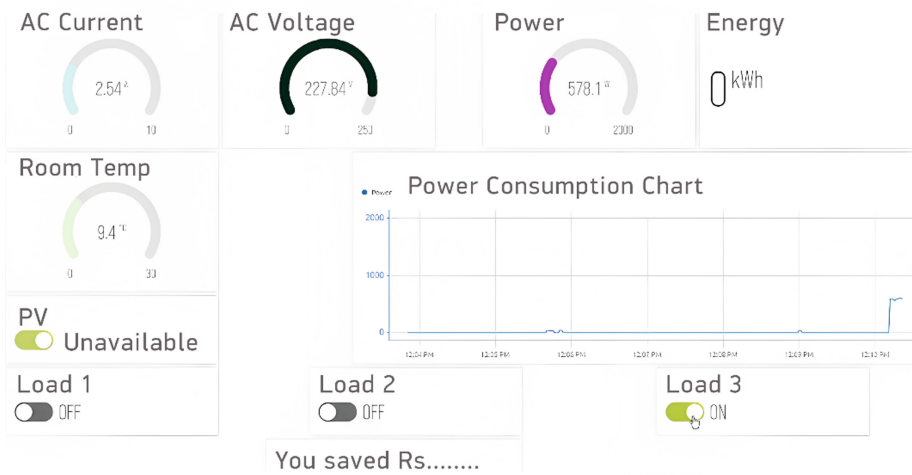 AC Current
AC Voltage
Power
Energy
2.54 A
227.84 V
578.1 W
0 kWh
0 10
0 250
0 2000
Room Temp
9.4 °C
0 30
Power
Power Consumption Chart
2000
1000
0
12:04 PM 12:05 PM 12:06 PM 12:07 PM 12:08 PM 12:09 PM 12:10 PM
PV
Unavailable
Load 1
OFF
Load 2
OFF
Load 3
ON
You saved Rs........